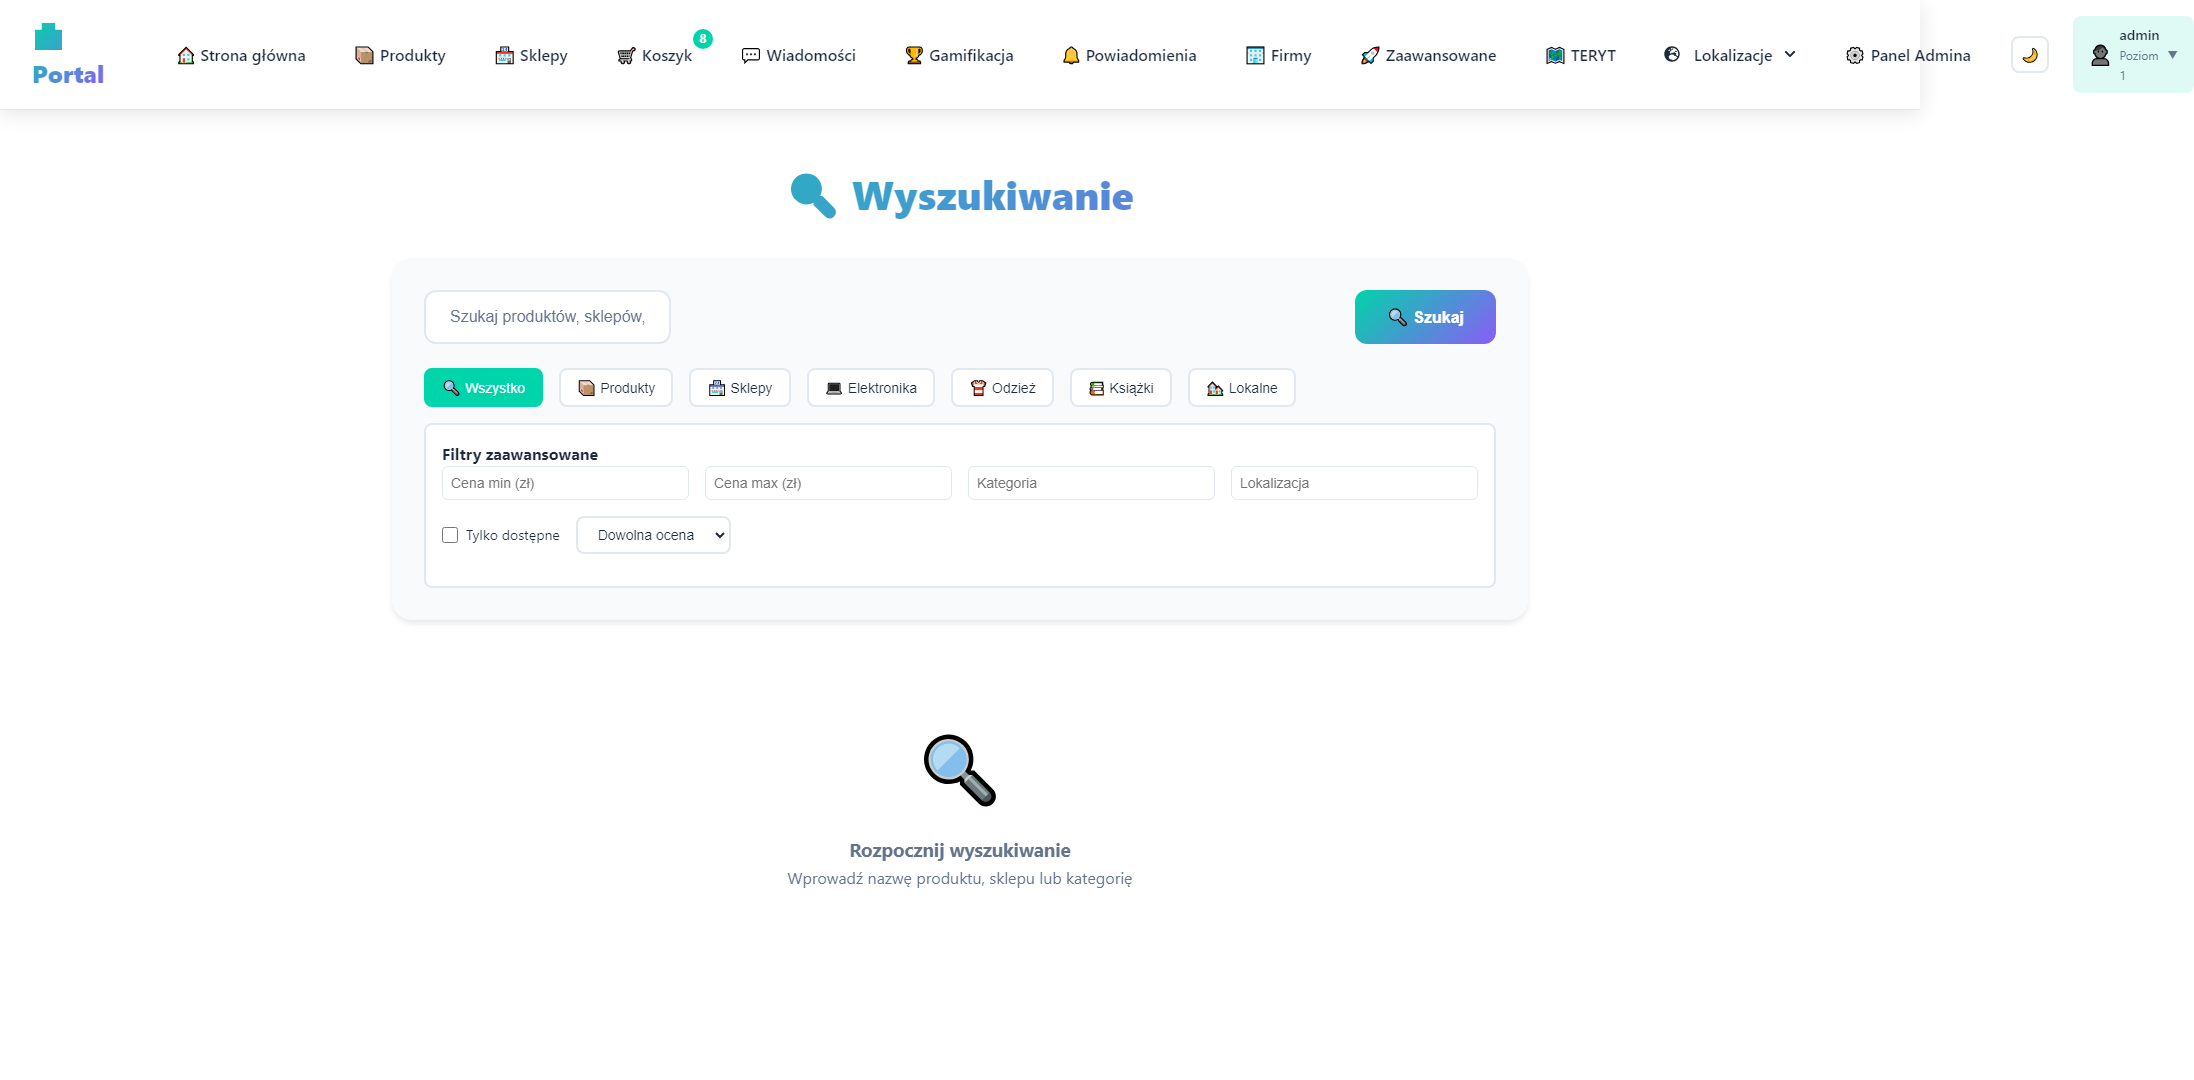 Portal
Strona główna
Produkty
Sklepy
Koszyk
8
Wiadomości
Gamifikacja
Powiadomienia
Firmy
Zaawansowane
TERYT
Lokalizacje
Panel Admina
admin
Poziom
1
Wyszukiwanie
Szukaj produktów, sklepów,
Szukaj
Wszystko
Produkty
Sklepy
Elektronika
Odzież
Książki
Lokalne
Filtry zaawansowane
Cena min (zł)
Cena max (zł)
Kategoria
Lokalizacja
Tylko dostępne
Dowolna ocena
Rozpocznij wyszukiwanie
Wprowadź nazwę produktu, sklepu lub kategorię